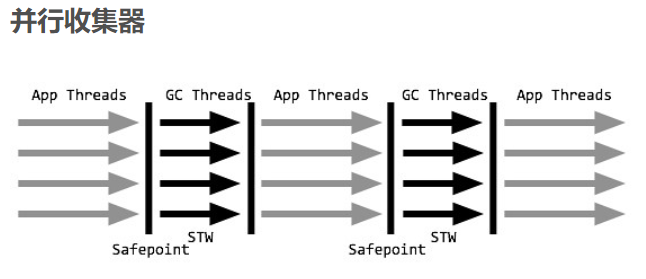 并行收集器
App Threads GC Threads App Threads GC Threads App Threads
STW STW
Safepoint Safepoint